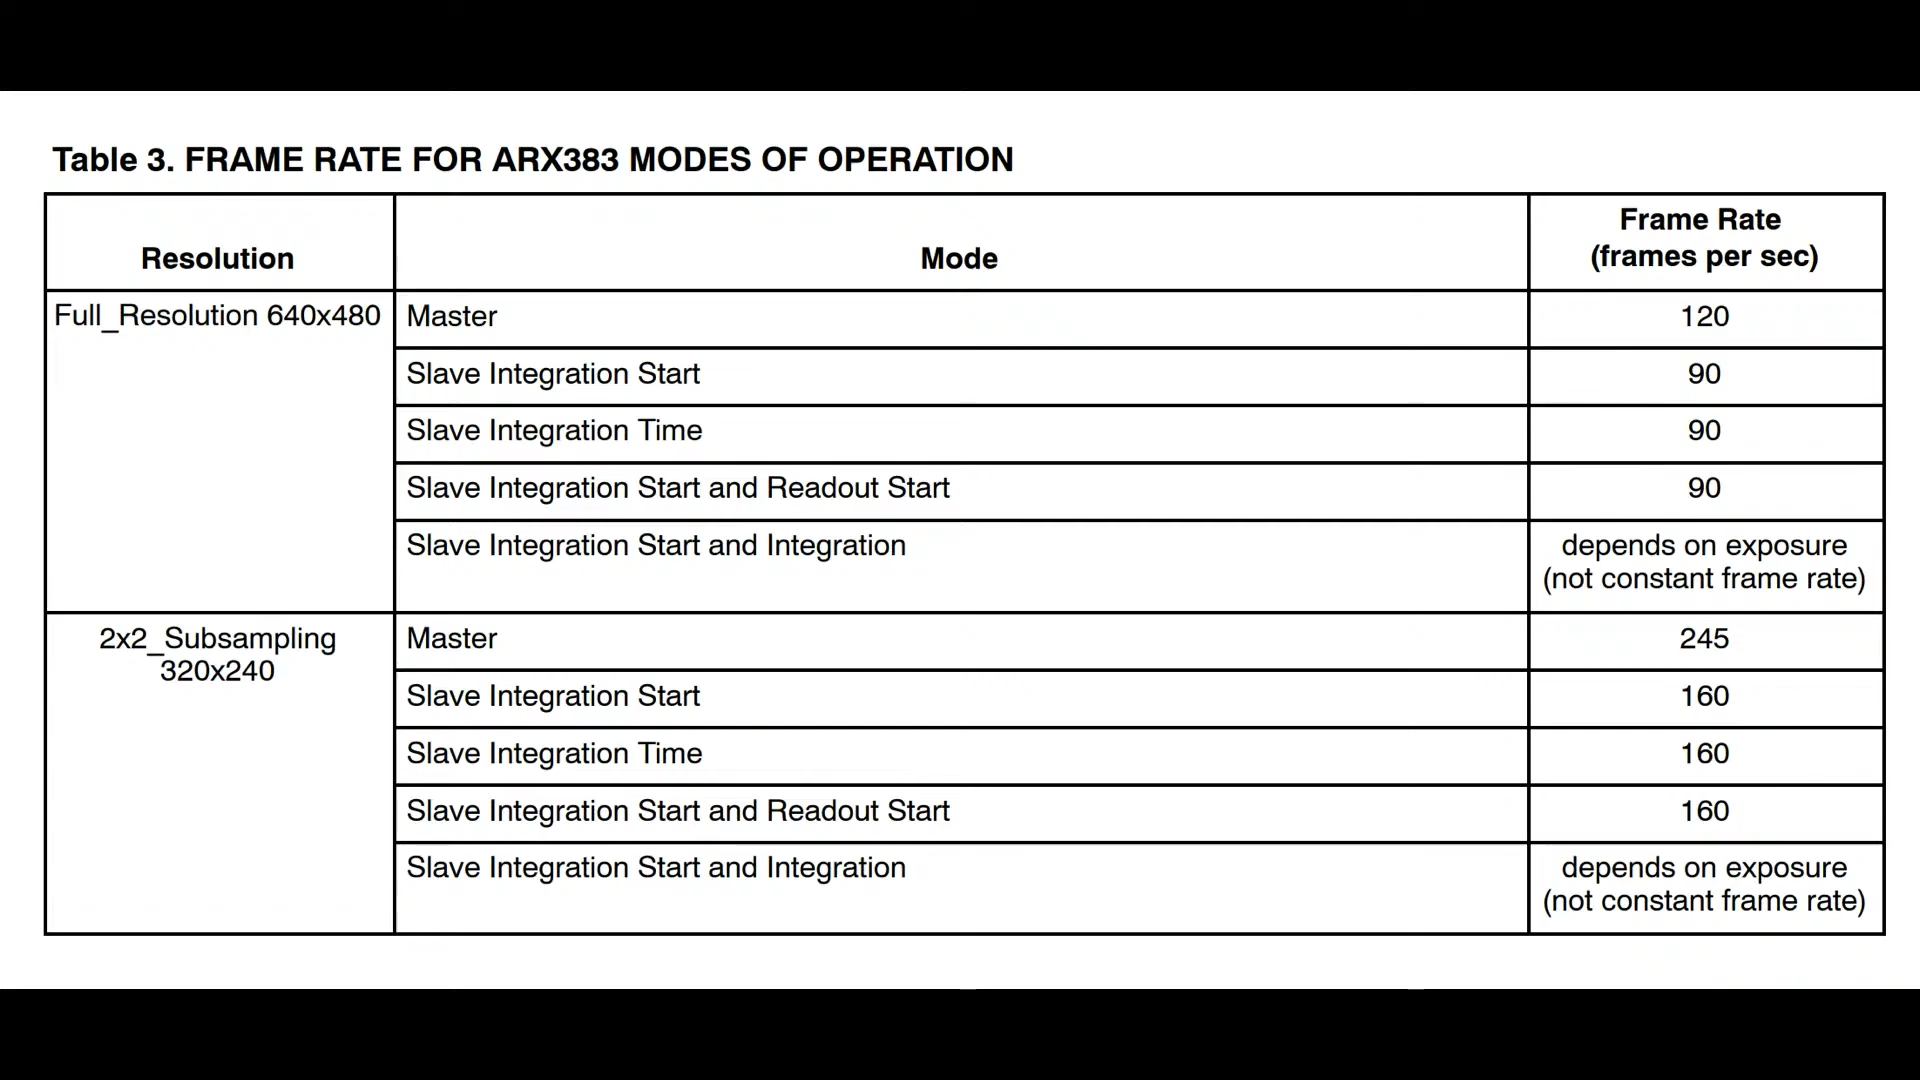 Table 3. FRAME RATE FOR ARX383 MODES OF OPERATION
Resolution Mode Frame Rate
(frames per sec)
Full_Resolution 640x480 Master 120
Slave Integration Start 90
Slave Integration Time 90
Slave Integration Start and Readout Start 90
Slave Integration Start and Integration depends on exposure
(not constant frame rate)
2x2_Subsampling Master 245
320x240
Slave Integration Start 160
Slave Integration Time 160
Slave Integration Start and Readout Start 160
Slave Integration Start and Integration depends on exposure
(not constant frame rate)